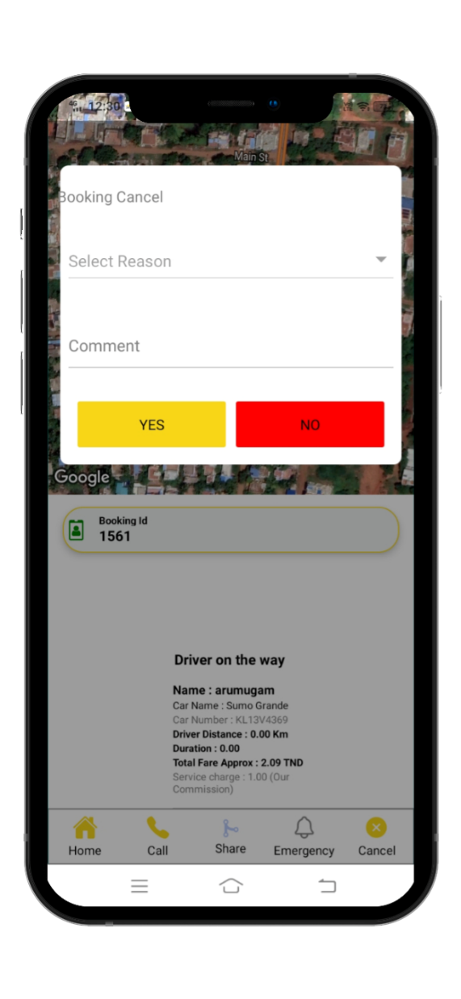 4G
12:30
Main St
Booking Cancel
Select Reason
Comment
YES
NO
Google
Booking Id
1561
Driver on the way
Name : arumugam
Car Name : Sumo Grande
Car Number : KL13V4369
Driver Distance : 0.00 Km
Duration : 0.00
Total Fare Approx : 2.09 TND
Service charge : 1.00 (Our
Commission)
Home
Call
Share
Emergency
Cancel